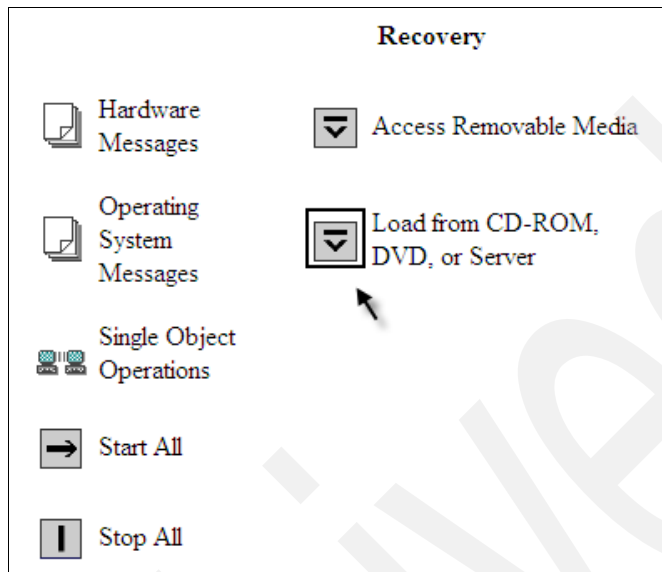 Recovery
Hardware
Messages
Access Removable Media
Operating
System
Messages
Load from CD-ROM,
DVD, or Server
Single Object
Operations
Start All
Stop All